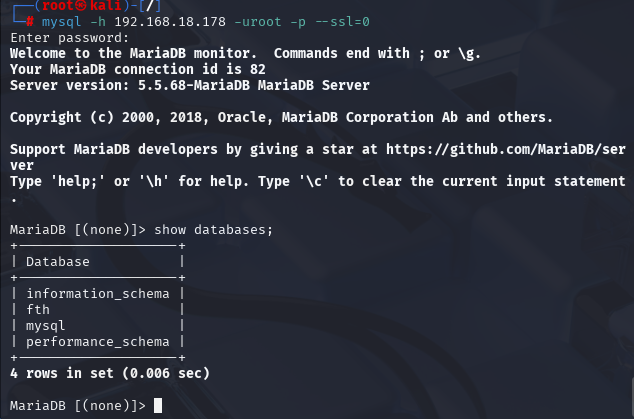 ┌──(root㉿kali)-[/]
└─# mysql -h 192.168.18.178 -uroot -p --ssl=0
Enter password:
Welcome to the MariaDB monitor.  Commands end with ; or \g.
Your MariaDB connection id is 82
Server version: 5.5.68-MariaDB MariaDB Server

Copyright (c) 2000, 2018, Oracle, MariaDB Corporation Ab and others.

Support MariaDB developers by giving a star at https://github.com/MariaDB/ser
ver
Type 'help;' or '\h' for help. Type '\c' to clear the current input statement
.

MariaDB [(none)]> show databases;
+--------------------+
| Database           |
+--------------------+
| information_schema |
| fth                |
| mysql              |
| performance_schema |
+--------------------+
4 rows in set (0.006 sec)

MariaDB [(none)]>